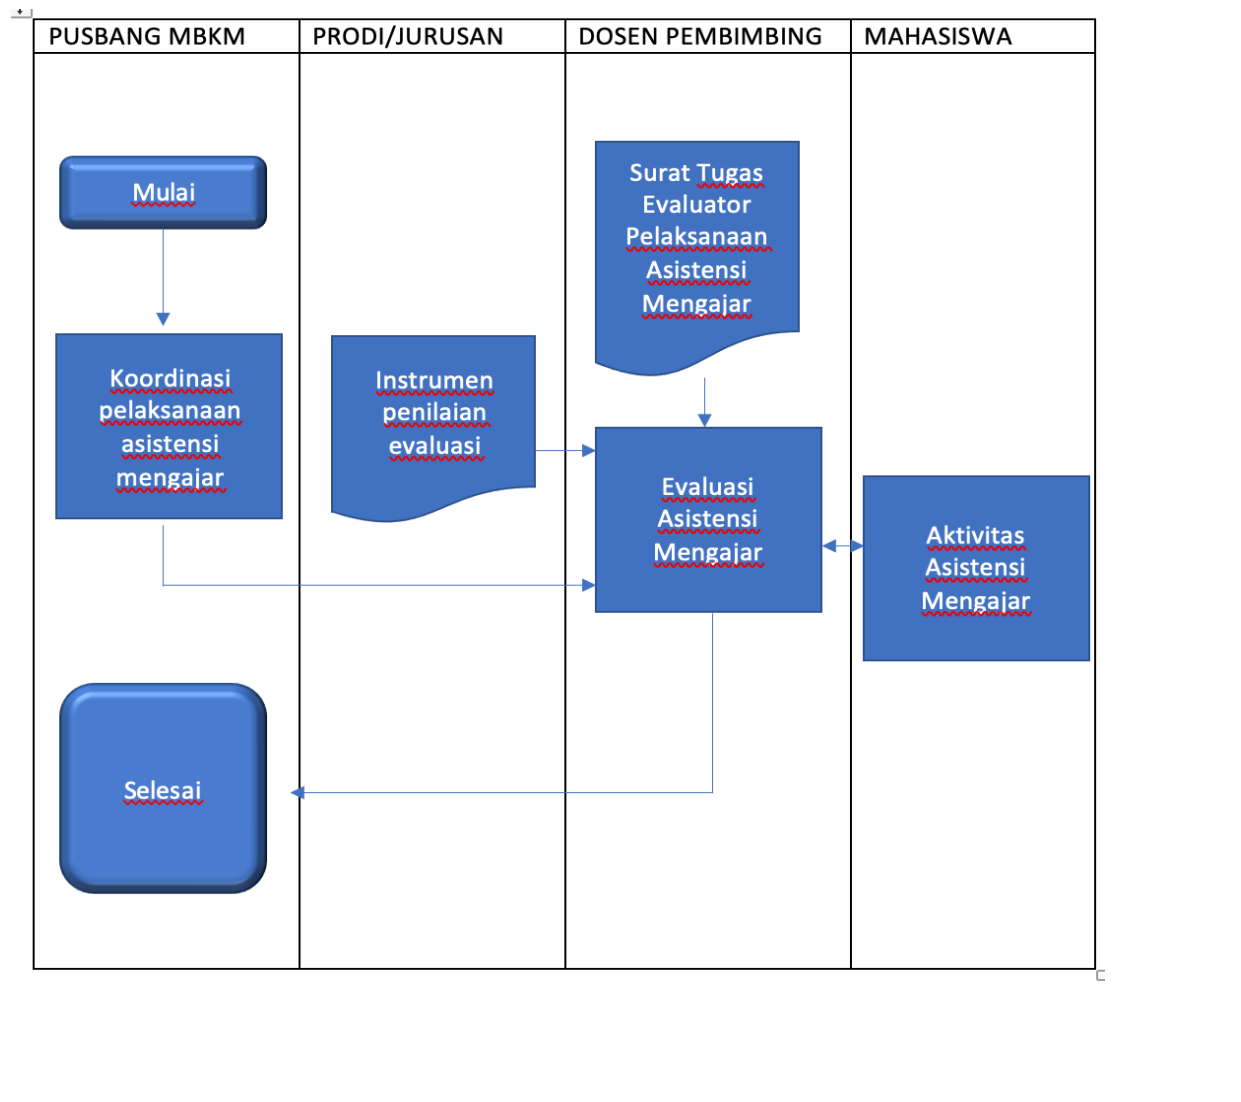 PUSBANG MBKM
PRODI/JURUSAN
DOSEN PEMBIMBING
MAHASISWA
Mulai
Surat Tugas
Evaluator
Pelaksanaan
Asistensi
Mengajar
Koordinasi
pelaksanaan
asistensi
mengajar
Instrumen
penilaian
evaluasi
Evaluasi
Asistensi
Mengajar
Aktivitas
Asistensi
Mengajar
Selesai